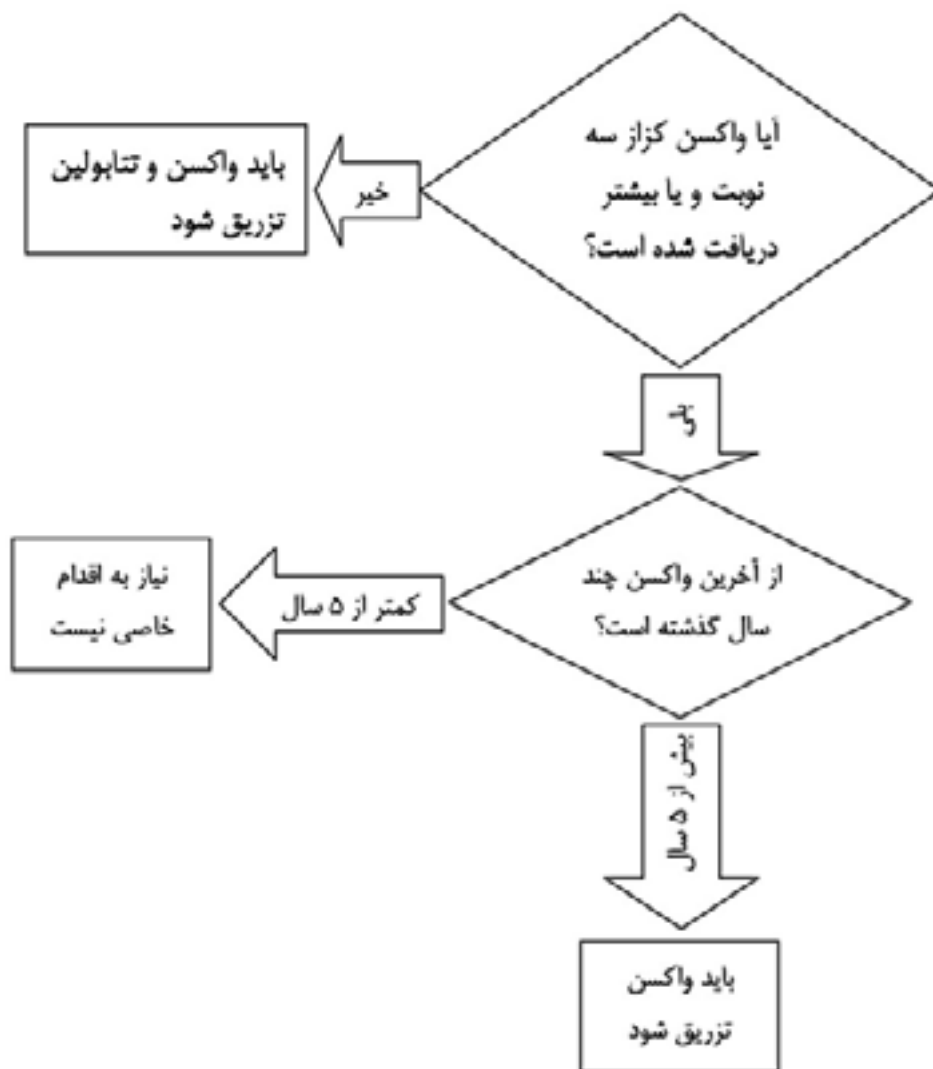 آیا واکسن کزاز سه
نوبت و یا بیشتر
دریافت شده است؟
خیر
باید واکسن و تتابولین
تزریق شود
بلی
از آخرین واکسن چند
سال گذشته است؟
کمتر از ۵ سال
نیاز به اقدام
خاصی نیست
بیش از ۵ سال
باید واکسن
تزریق شود